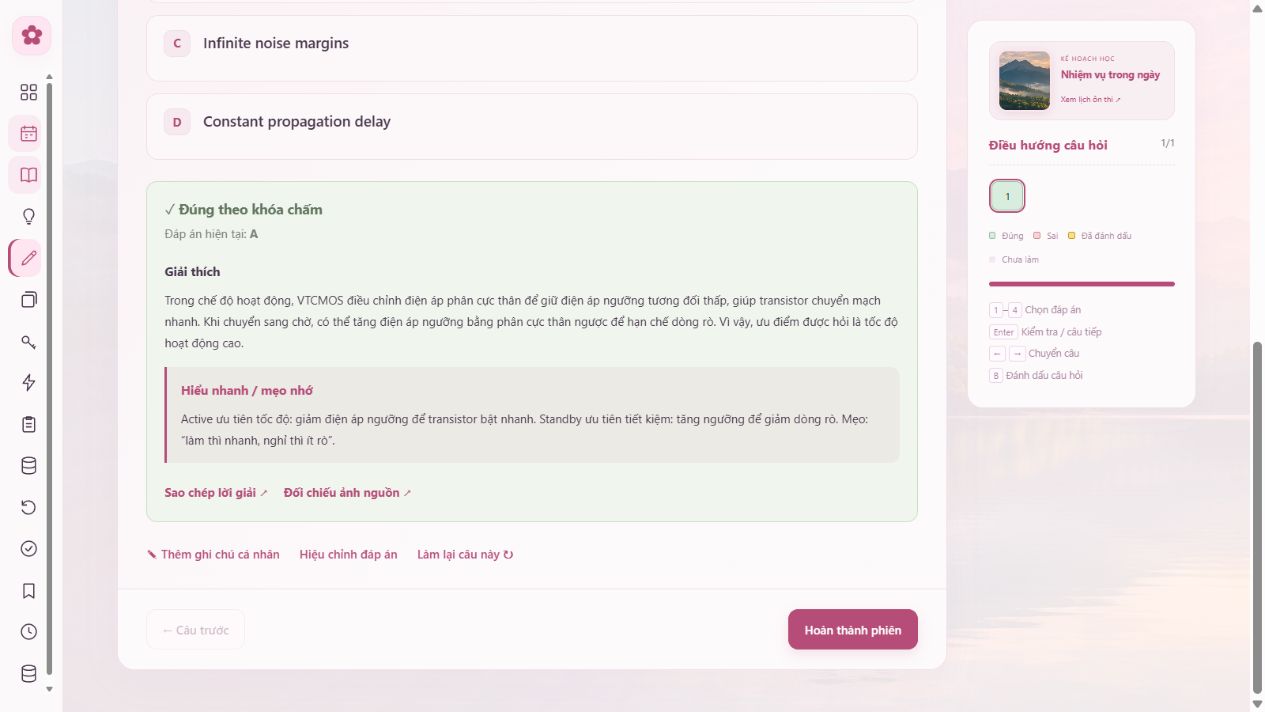 C Infinite noise margins
D Constant propagation delay
✓ Đúng theo khóa chấm
Đáp án hiện tại: A
Giải thích
Trong chế độ hoạt động, VTCMOS điều chỉnh điện áp phân cực thân để giữ điện áp ngưỡng tương đối thấp, giúp transistor chuyển mạch
nhanh. Khi chuyển sang chờ, có thể tăng điện áp ngưỡng bằng phân cực thân ngược để hạn chế dòng rò. Vì vậy, ưu điểm được hỏi là tốc độ
hoạt động cao.
Hiểu nhanh / mẹo nhớ
Active ưu tiên tốc độ: giảm điện áp ngưỡng để transistor bật nhanh. Standby ưu tiên tiết kiệm: tăng ngưỡng để giảm dòng rò. Mẹo:
"làm thì nhanh, nghỉ thì ít rò".
Sao chép lời giải ↗ Đối chiếu ảnh nguồn ↗
✎ Thêm ghi chú cá nhân Hiệu chỉnh đáp án Làm lại câu này ↻
← Câu trước
Hoàn thành phiên
KẾ HOẠCH HỌC
Nhiệm vụ trong ngày
Xem lịch ôn thi ↗
Điều hướng câu hỏi 1/1
1
Đúng Sai Đã đánh dấu
Chưa làm
1–4 Chọn đáp án
Enter Kiểm tra / câu tiếp
← → Chuyển câu
B Đánh dấu câu hỏi